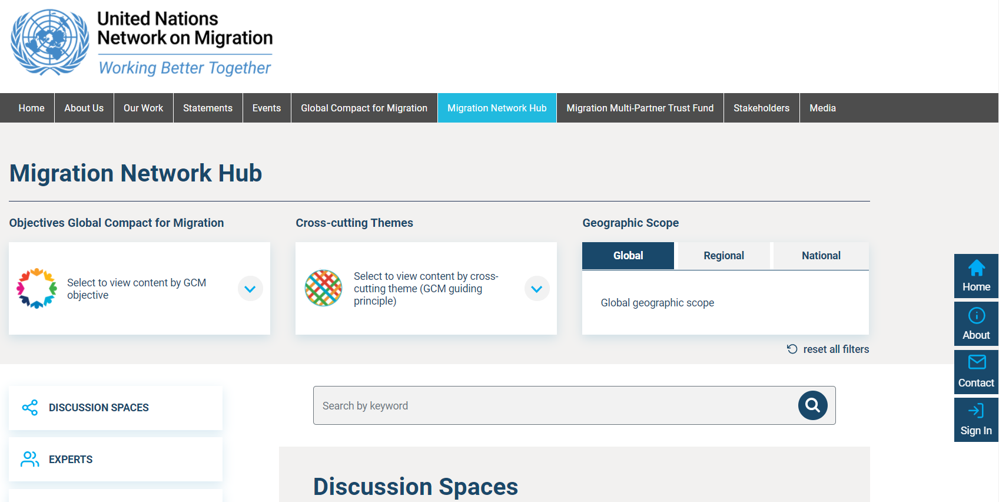 United Nations
Network on Migration
Working Better Together
Home
About Us
Our Work
Statements
Events
Global Compact for Migration
Migration Network Hub
Migration Multi-Partner Trust Fund
Stakeholders
Media
Migration Network Hub
Objectives Global Compact for Migration
Select to view content by GCM
objective
Cross-cutting Themes
Select to view content by cross-
cutting theme (GCM guiding
principle)
Geographic Scope
Global
Regional
National
Global geographic scope
reset all filters
Home
About
Contact
Sign In
DISCUSSION SPACES
EXPERTS
Search by keyword
Discussion Spaces